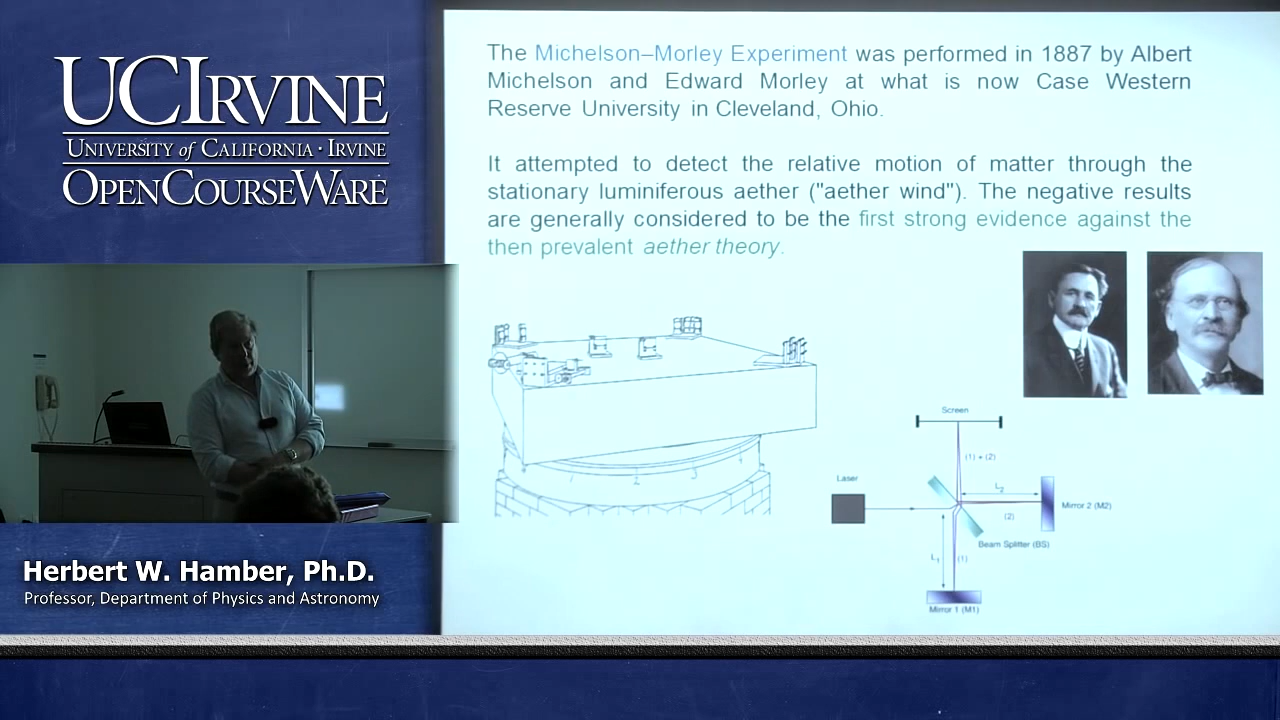 UCIRVINE
UNIVERSITY of CALIFORNIA · IRVINE
OPENCOURSEWARE
Herbert W. Hamber, Ph.D.
Professor, Department of Physics and Astronomy
The Michelson–Morley Experiment was performed in 1887 by Albert
Michelson and Edward Morley at what is now Case Western
Reserve University in Cleveland, Ohio.
It attempted to detect the relative motion of matter through the
stationary luminiferous aether ("aether wind"). The negative results
are generally considered to be the first strong evidence against the
then prevalent aether theory.
Screen
(1) + (2)
Laser
L2
Mirror 2 (M2)
(2)
Beam Splitter (BS)
L1
(1)
Mirror 1 (M1)